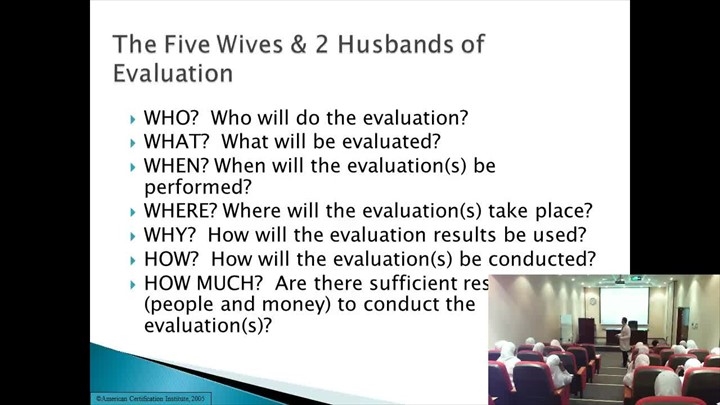 The Five Wives & 2 Husbands of
Evaluation
WHO? Who will do the evaluation?
WHAT? What will be evaluated?
WHEN? When will the evaluation(s) be
performed?
WHERE? Where will the evaluation(s) take place?
WHY? How will the evaluation results be used?
HOW? How will the evaluation(s) be conducted?
HOW MUCH? Are there sufficient res
(people and money) to conduct the
evaluation(s)?
©American Certification Institute, 2005